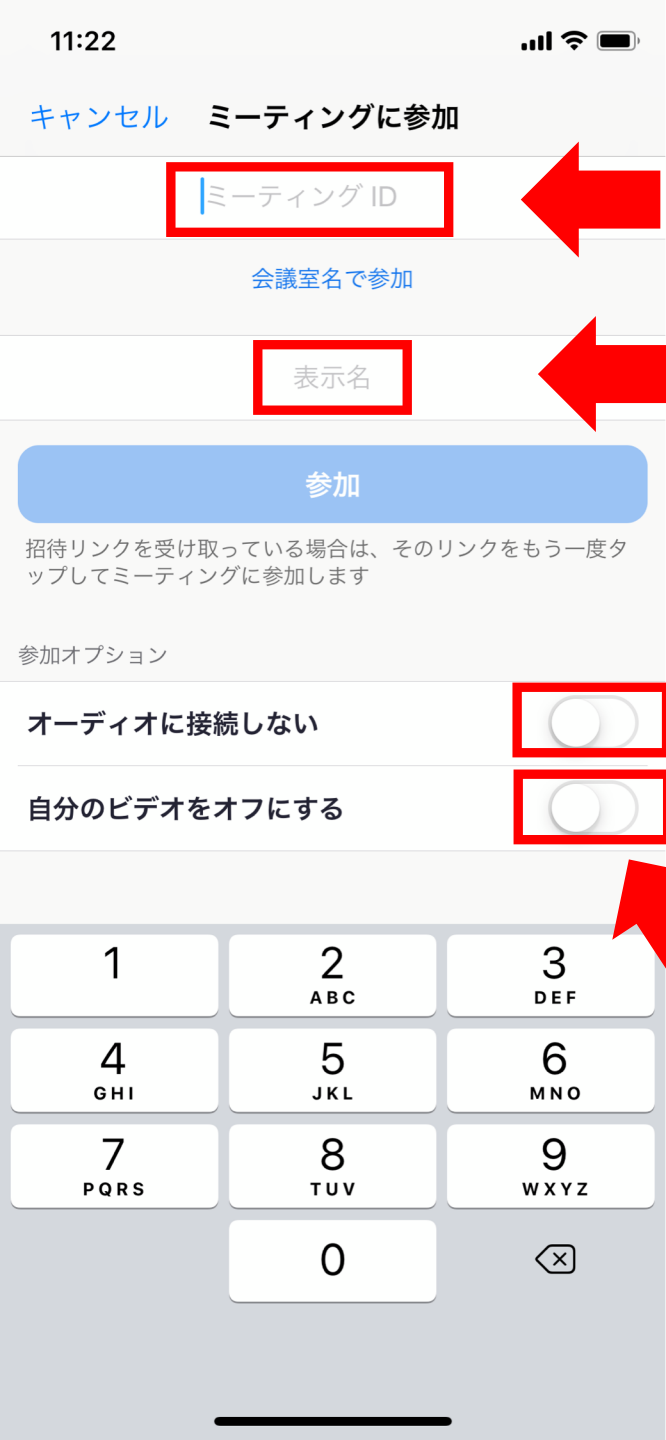 11:22
キャンセル ミーティングに参加
ミーティング ID
会議室名で参加
表示名
参加
招待リンクを受け取っている場合は、そのリンクをもう一度タ
ップしてミーティングに参加します
参加オプション
オーディオに接続しない
自分のビデオをオフにする
1 2 3
ABC DEF
4 5 6
GHI JKL MNO
7 8 9
PQRS TUV WXYZ
0